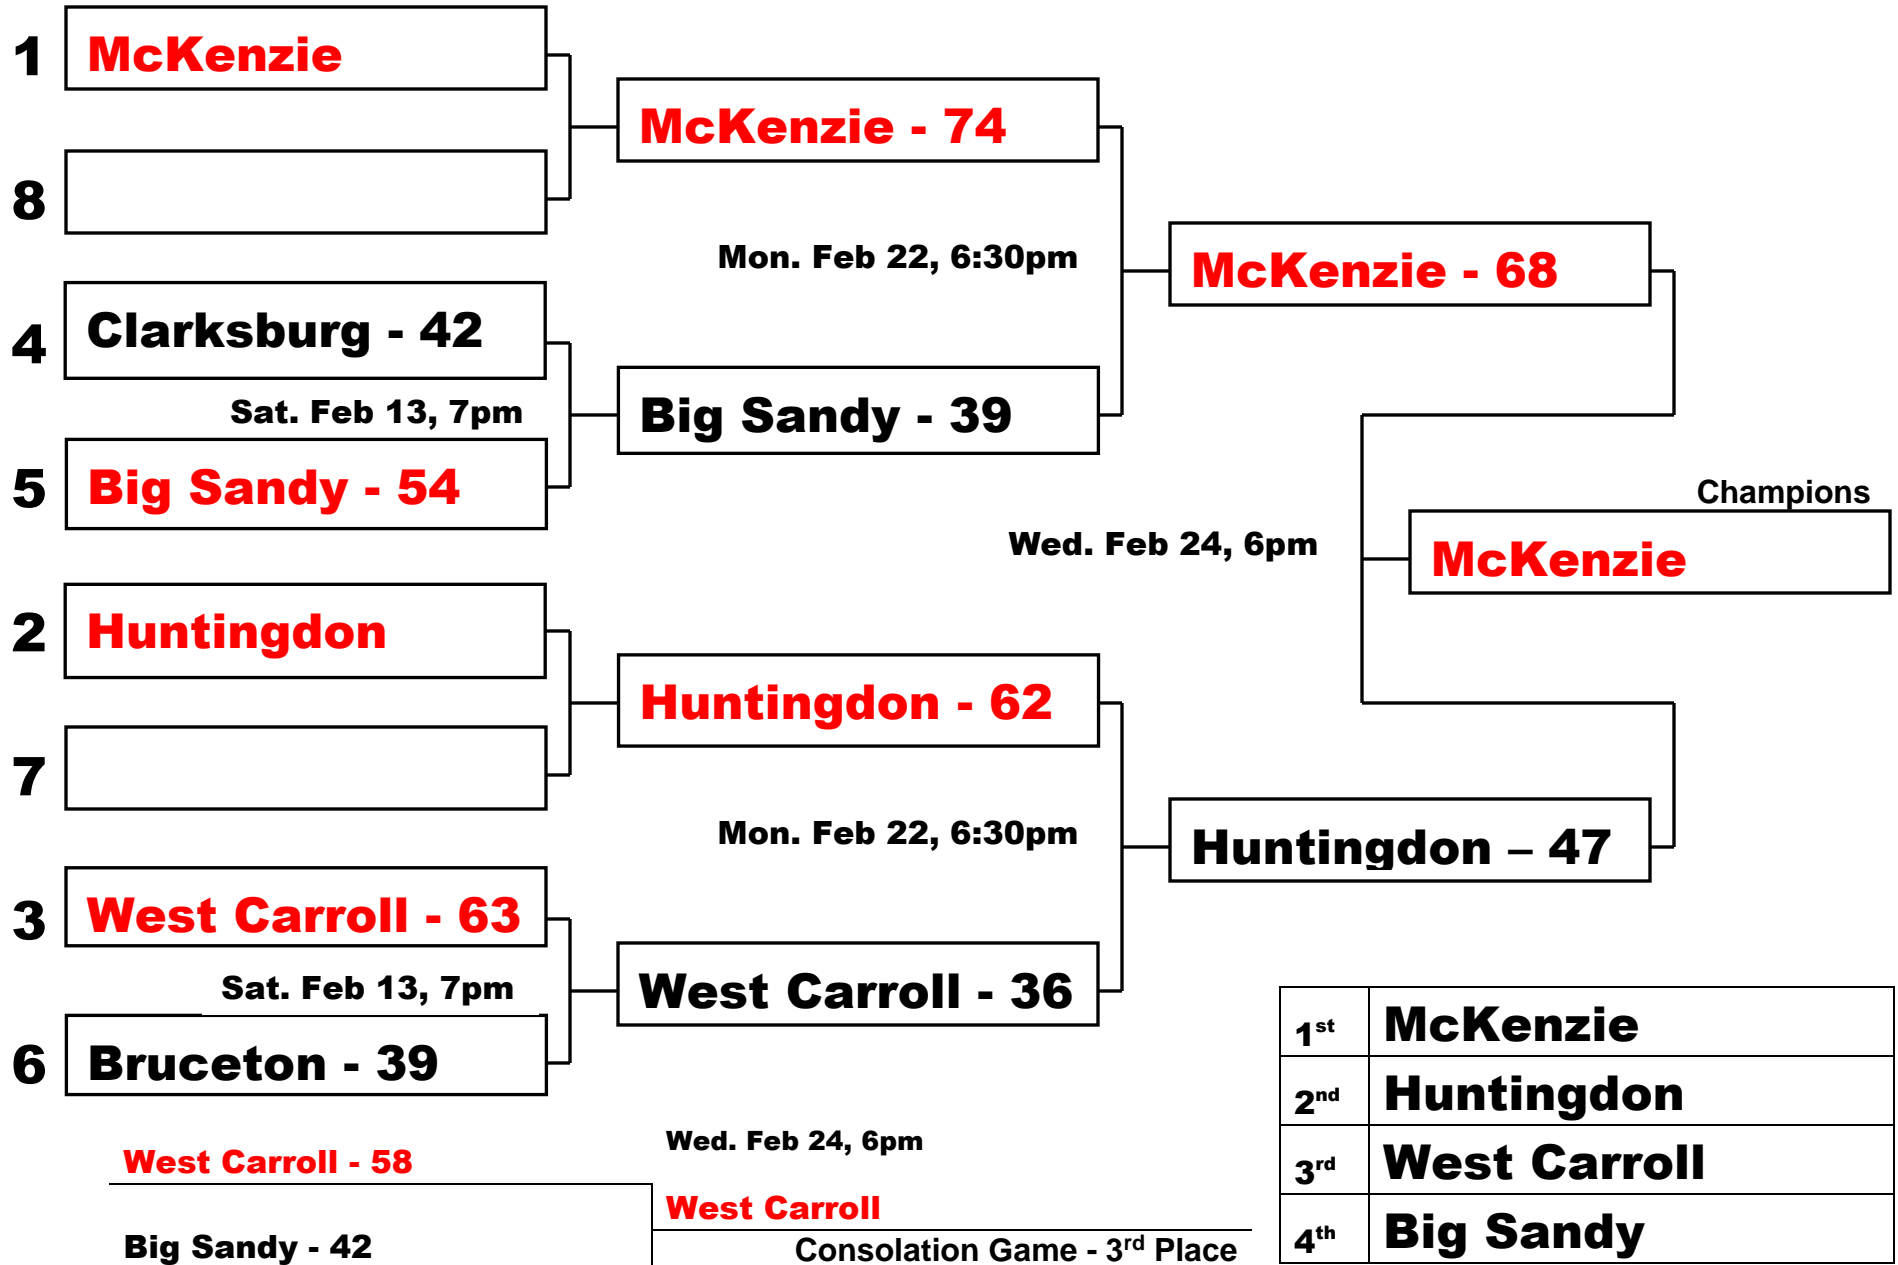 1 McKenzie
McKenzie - 74
8
Mon. Feb 22, 6:30pm
McKenzie - 68
4 Clarksburg - 42
Sat. Feb 13, 7pm
Big Sandy - 39
5 Big Sandy - 54
Champions
Wed. Feb 24, 6pm
McKenzie
2 Huntingdon
Huntingdon - 62
7
Mon. Feb 22, 6:30pm
Huntingdon – 47
3 West Carroll - 63
Sat. Feb 13, 7pm
West Carroll - 36
6 Bruceton - 39
1st McKenzie
2nd Huntingdon
3rd West Carroll
4th Big Sandy
Wed. Feb 24, 6pm
West Carroll - 58
West Carroll
Big Sandy - 42
Consolation Game - 3rd Place